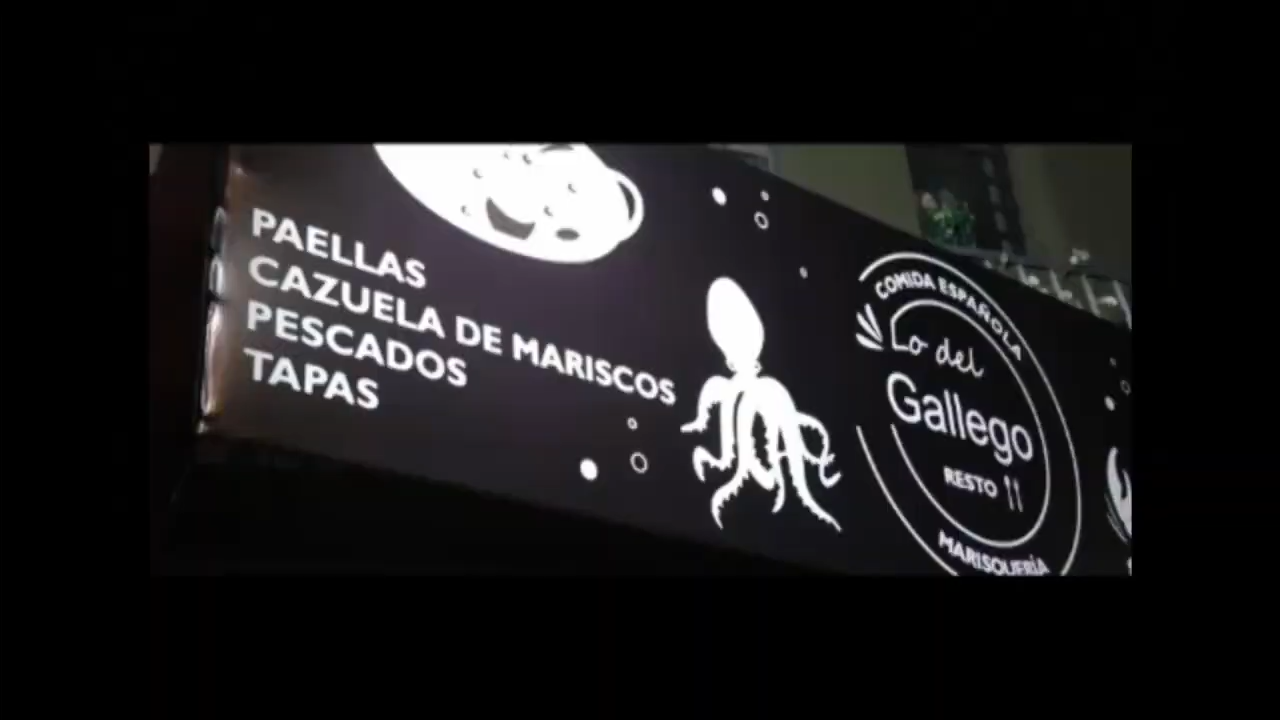 PAELLAS
CAZUELA DE MARISCOS
PESCADOS
TAPAS
COMIDA ESPAÑOLA
Lo del
Gallego
RESTO
MARISQUERÍA